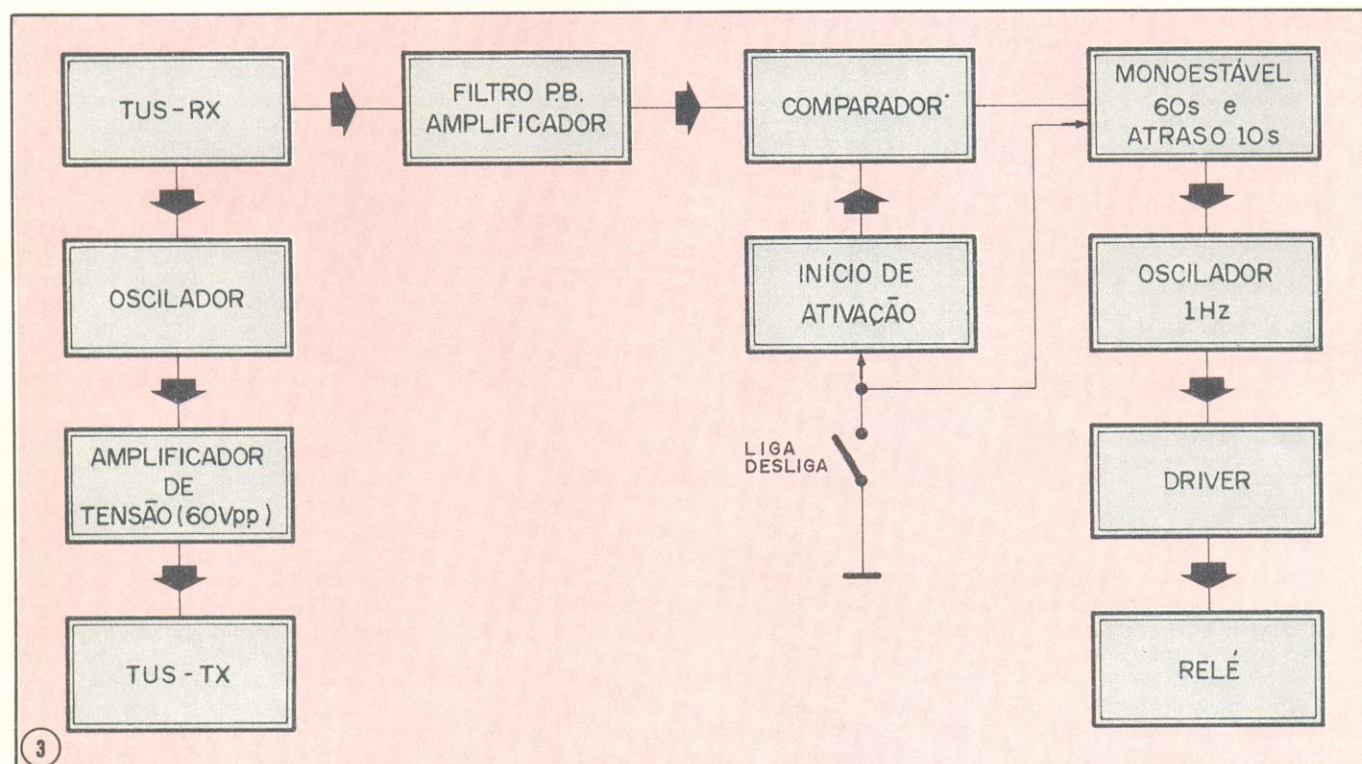 TUS-RX
FILTRO P.B.
AMPLIFICADOR
COMPARADOR
MONOESTÁVEL
60s e
ATRASO 10s
OSCILADOR
INÍCIO DE
ATIVAÇÃO
OSCILADOR
1Hz
AMPLIFICADOR
DE
TENSÃO (60Vpp)
LIGA
DESLIGA
DRIVER
TUS - TX
RELÉ
3